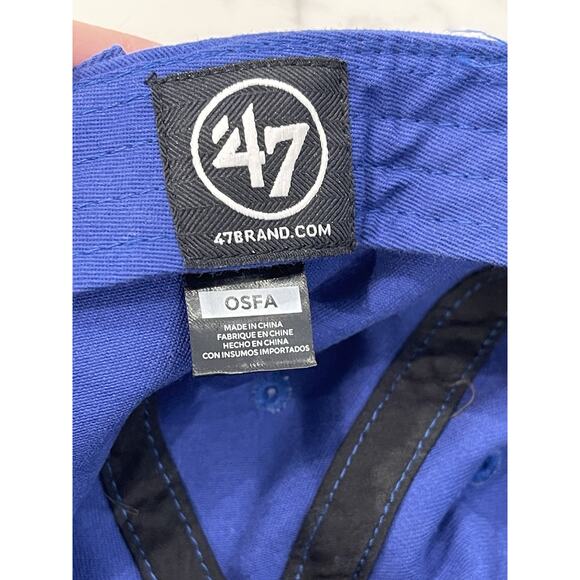 '47
47BRAND.COM
OSFA
MADE IN CHINA
FABRIQUE EN CHINE
HECHO EN CHINA
CON INSUMOS IMPORTADOS